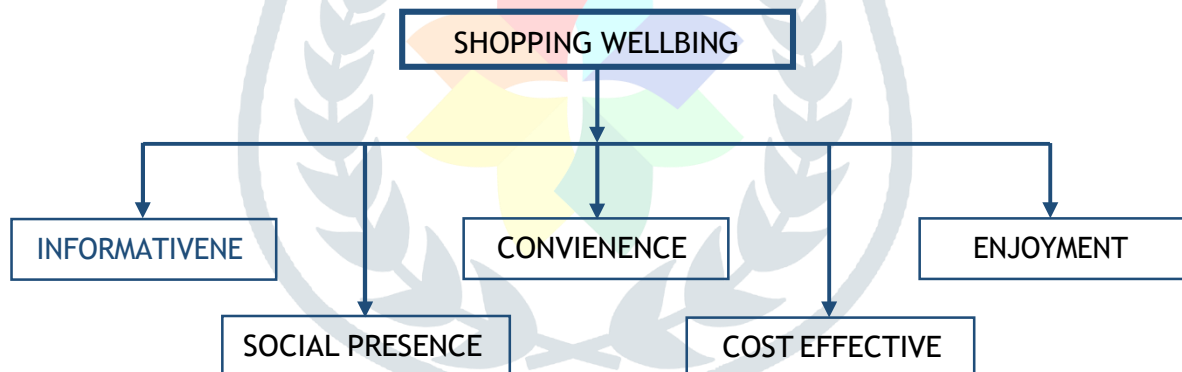 SHOPPING WELLBING
INFORMATIVENE
CONVIENENCE
ENJOYMENT
SOCIAL PRESENCE
COST EFFECTIVE